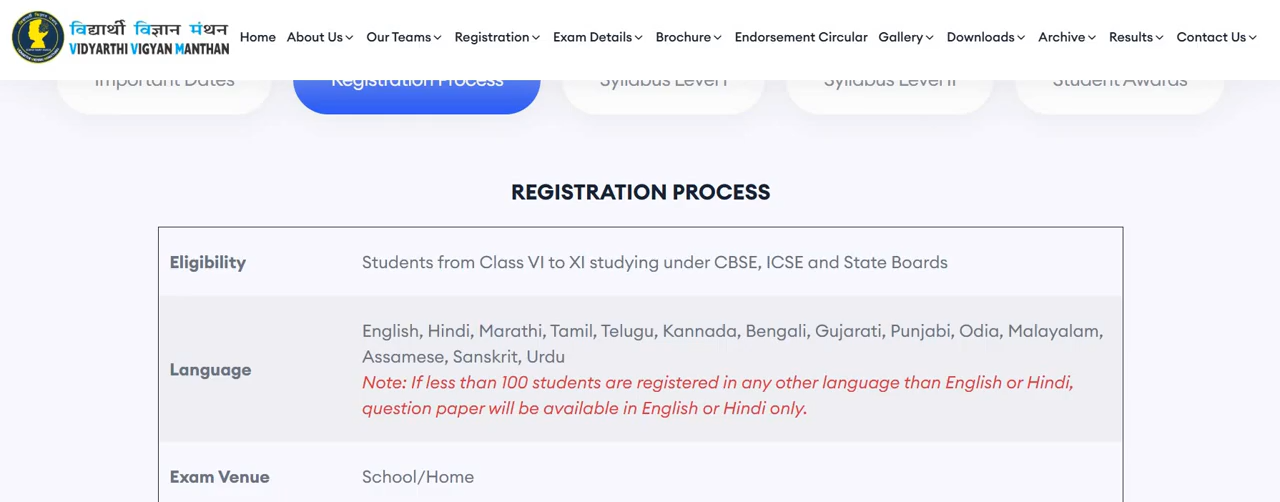 विद्यार्थी विज्ञान मंथन
VIDYARTHI VIGYAN MANTHAN
Home About Us Our Teams Registration Exam Details Brochure Endorsement Circular Gallery Downloads Archive Results Contact Us
Important Dates Registration Process Syllabus Level I Syllabus Level II Student Awards
REGISTRATION PROCESS
Eligibility Students from Class VI to XI studying under CBSE, ICSE and State Boards
English, Hindi, Marathi, Tamil, Telugu, Kannada, Bengali, Gujarati, Punjabi, Odia, Malayalam,
Assamese, Sanskrit, Urdu
Language
Note: If less than 100 students are registered in any other language than English or Hindi,
question paper will be available in English or Hindi only.
Exam Venue School/Home